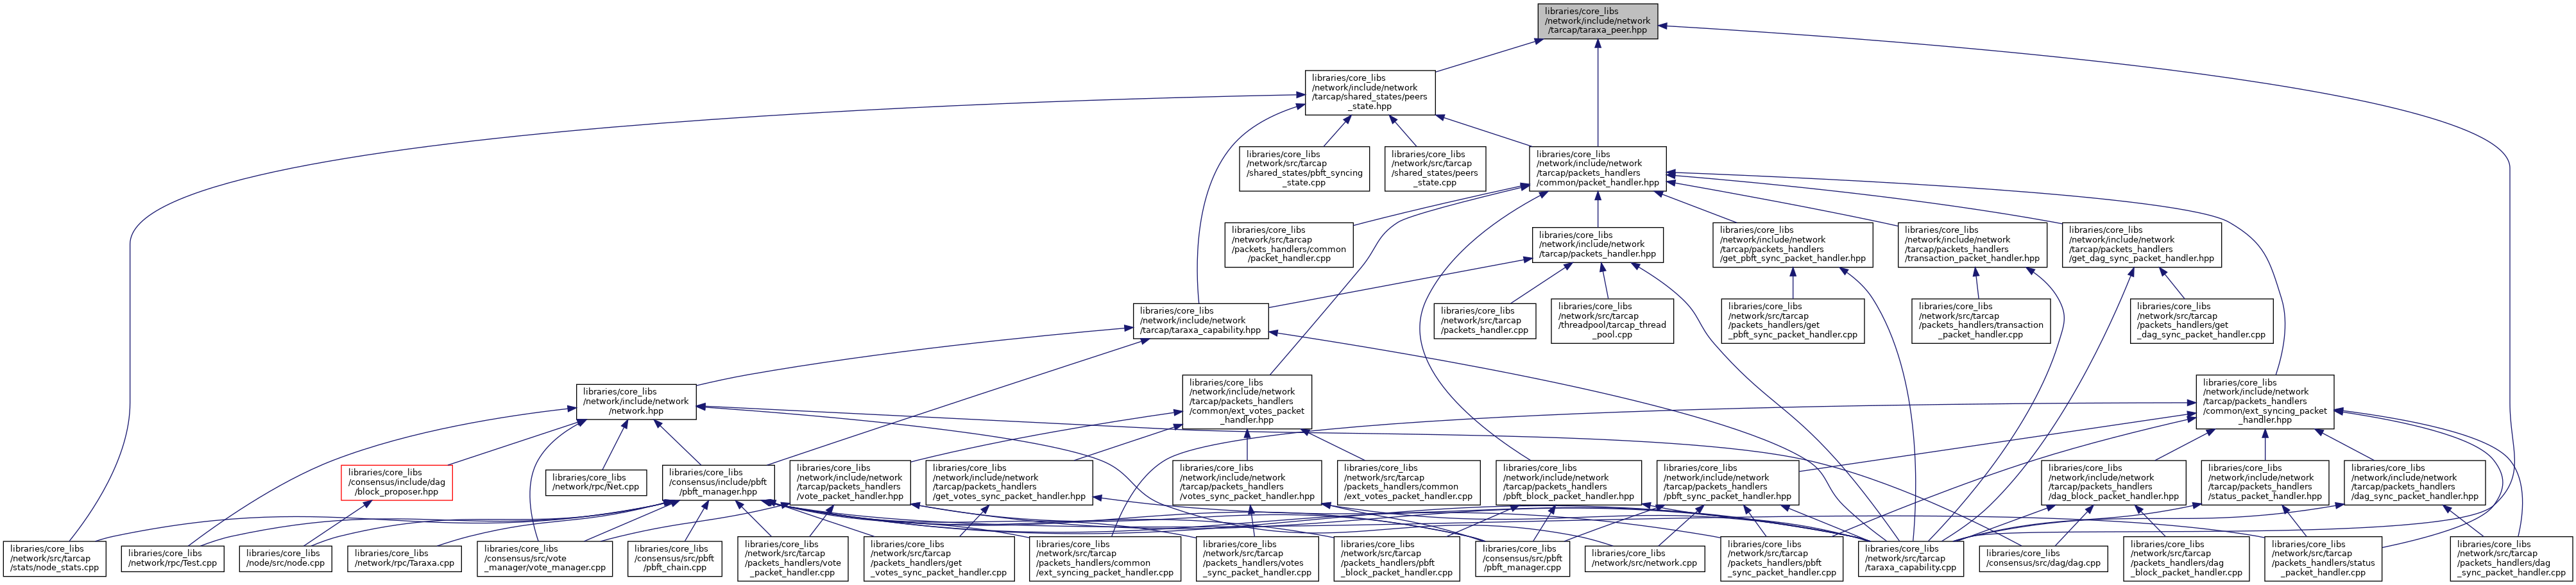 libraries/core_libs
/network/include/network
/tarcap/taraxa_peer.hpp
libraries/core_libs
/network/include/network
/tarcap/shared_states/peers
_state.hpp
libraries/core_libs
/network/src/tarcap
/shared_states/pbft_syncing
_state.cpp
libraries/core_libs
/network/src/tarcap
/shared_states/peers
_state.cpp
libraries/core_libs
/network/include/network
/tarcap/packets_handlers
/common/packet_handler.hpp
libraries/core_libs
/network/src/tarcap
/packets_handlers/common
/packet_handler.cpp
libraries/core_libs
/network/include/network
/tarcap/packets_handler.hpp
libraries/core_libs
/network/include/network
/tarcap/packets_handlers
/get_pbft_sync_packet_handler.hpp
libraries/core_libs
/network/include/network
/tarcap/packets_handlers
/transaction_packet_handler.hpp
libraries/core_libs
/network/include/network
/tarcap/packets_handlers
/get_dag_sync_packet_handler.hpp
libraries/core_libs
/network/include/network
/tarcap/taraxa_capability.hpp
libraries/core_libs
/network/src/tarcap
/packets_handler.cpp
libraries/core_libs
/network/src/tarcap
/threadpool/tarcap_thread
_pool.cpp
libraries/core_libs
/network/src/tarcap
/packets_handlers/get
_pbft_sync_packet_handler.cpp
libraries/core_libs
/network/src/tarcap
/packets_handlers/transaction
_packet_handler.cpp
libraries/core_libs
/network/src/tarcap
/packets_handlers/get
_dag_sync_packet_handler.cpp
libraries/core_libs
/network/include/network
/network.hpp
libraries/core_libs
/network/include/network
/tarcap/packets_handlers
/common/ext_votes_packet
_handler.hpp
libraries/core_libs
/network/include/network
/tarcap/packets_handlers
/common/ext_syncing_packet
_handler.hpp
libraries/core_libs
/consensus/include/dag
/block_proposer.hpp
libraries/core_libs
/network/rpc/Net.cpp
libraries/core_libs
/consensus/include/pbft
/pbft_manager.hpp
libraries/core_libs
/network/include/network
/tarcap/packets_handlers
/vote_packet_handler.hpp
libraries/core_libs
/network/include/network
/tarcap/packets_handlers
/get_votes_sync_packet_handler.hpp
libraries/core_libs
/network/include/network
/tarcap/packets_handlers
/votes_sync_packet_handler.hpp
libraries/core_libs
/network/src/tarcap
/packets_handlers/common
/ext_votes_packet_handler.cpp
libraries/core_libs
/network/include/network
/tarcap/packets_handlers
/pbft_block_packet_handler.hpp
libraries/core_libs
/network/include/network
/tarcap/packets_handlers
/pbft_sync_packet_handler.hpp
libraries/core_libs
/network/include/network
/tarcap/packets_handlers
/dag_block_packet_handler.hpp
libraries/core_libs
/network/include/network
/tarcap/packets_handlers
/status_packet_handler.hpp
libraries/core_libs
/network/include/network
/tarcap/packets_handlers
/dag_sync_packet_handler.hpp
libraries/core_libs
/network/src/tarcap
/stats/node_stats.cpp
libraries/core_libs
/network/rpc/Test.cpp
libraries/core_libs
/node/src/node.cpp
libraries/core_libs
/network/rpc/Taraxa.cpp
libraries/core_libs
/consensus/src/vote
_manager/vote_manager.cpp
libraries/core_libs
/consensus/src/pbft
/pbft_chain.cpp
libraries/core_libs
/network/src/tarcap
/packets_handlers/vote
_packet_handler.cpp
libraries/core_libs
/network/src/tarcap
/packets_handlers/get
_votes_sync_packet_handler.cpp
libraries/core_libs
/network/src/tarcap
/packets_handlers/common
/ext_syncing_packet_handler.cpp
libraries/core_libs
/network/src/tarcap
/packets_handlers/votes
_sync_packet_handler.cpp
libraries/core_libs
/network/src/tarcap
/packets_handlers/pbft
_block_packet_handler.cpp
libraries/core_libs
/consensus/src/pbft
/pbft_manager.cpp
libraries/core_libs
/network/src/network.cpp
libraries/core_libs
/network/src/tarcap
/packets_handlers/pbft
_sync_packet_handler.cpp
libraries/core_libs
/network/src/tarcap
/taraxa_capability.cpp
libraries/core_libs
/consensus/src/dag/dag.cpp
libraries/core_libs
/network/src/tarcap
/packets_handlers/dag
_block_packet_handler.cpp
libraries/core_libs
/network/src/tarcap
/packets_handlers/status
_packet_handler.cpp
libraries/core_libs
/network/src/tarcap
/packets_handlers/dag
_sync_packet_handler.cpp